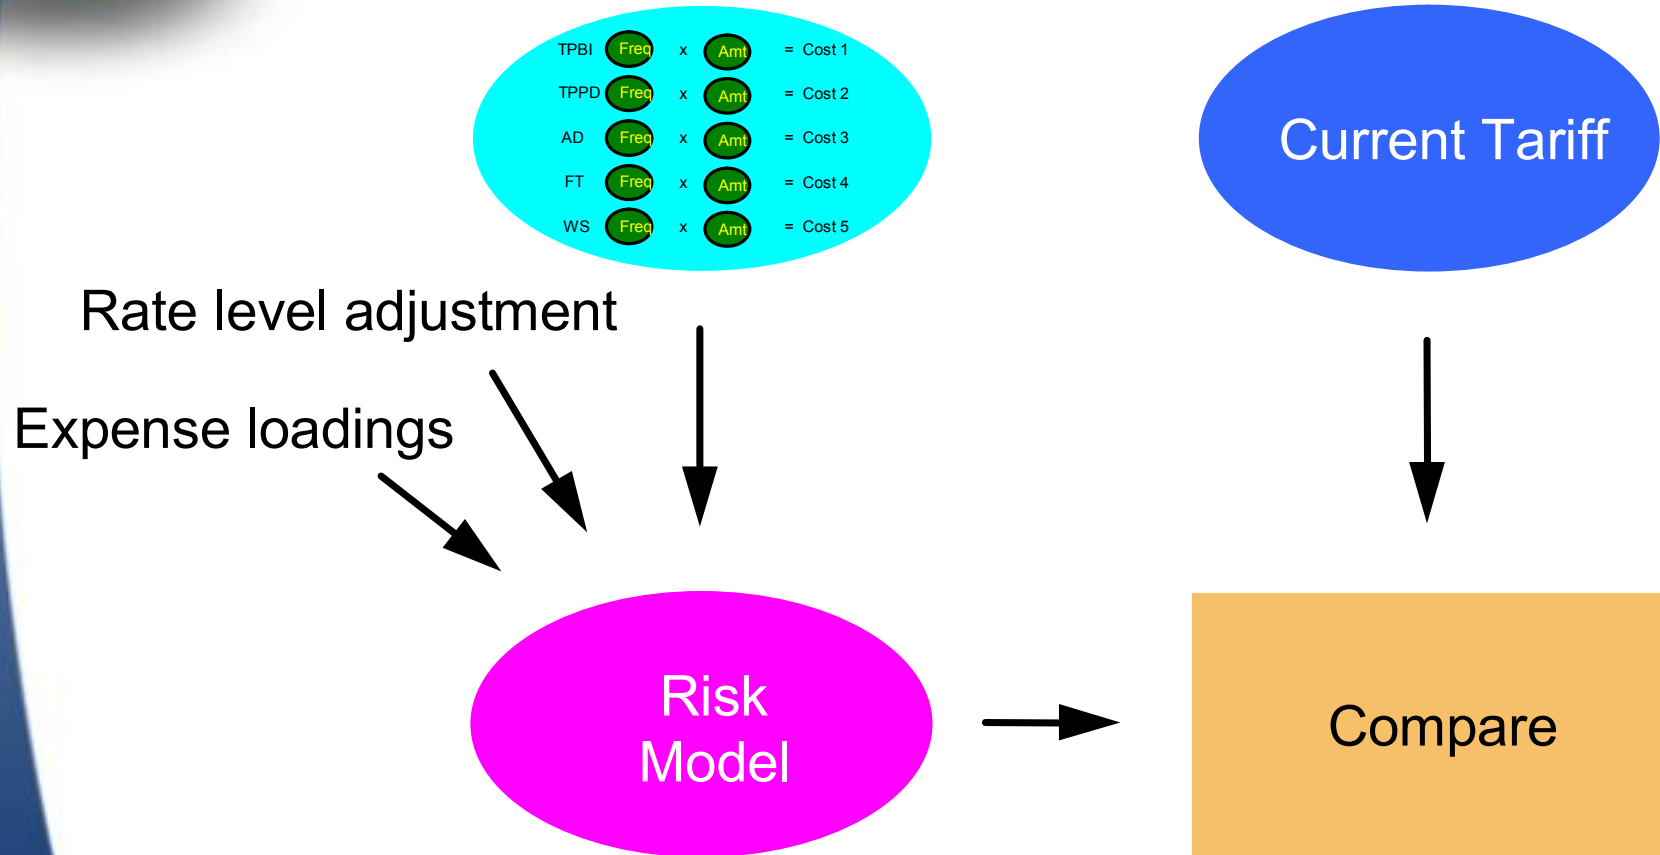 TPBI Freq x Amt = Cost 1
TPPD Freq x Amt = Cost 2
AD Freq x Amt = Cost 3
FT Freq x Amt = Cost 4
WS Freq x Amt = Cost 5
Current Tariff
Rate level adjustment
Expense loadings
Risk
Model
Compare